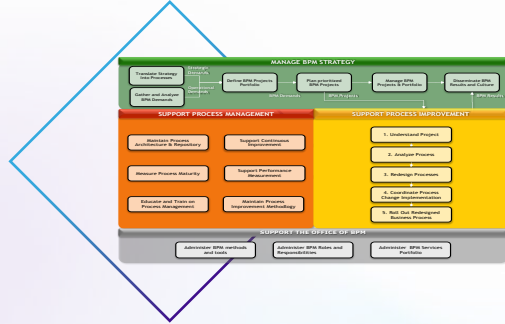 MANAGE BPM STRATEGY
Translate Strategy
Into Processes
Strategic
Demands
Gather and Analyze
BPM Demands
Operational
Demands
Define BPM Projects
Portfolio
BPM Demands
Plan prioritized
BPM Projects
BPM Projects
Manage BPM
Projects & Portfolio
Disseminate BPM
Results and Culture
BPM Results
SUPPORT PROCESS MANAGEMENT
Maintain Process
Architecture & Repository
Support Continuous
Improvement
Measure Process Maturity
Support Performance
Measurement
Educate and Train on
Process Management
Maintain Process
Improvement Methodlogy
SUPPORT PROCESS IMPROVEMENT
1. Understand Project
2. Analyze Process
3. Redesign Processes
4. Coordinate Process
Change Implementation
5. Roll Out Redesigned
Business Process
SUPPORT THE OFFICE OF BPM
Administer BPM methods
and tools
Administer BPM Roles and
Responsibilities
Administer BPM Services
Portfolio